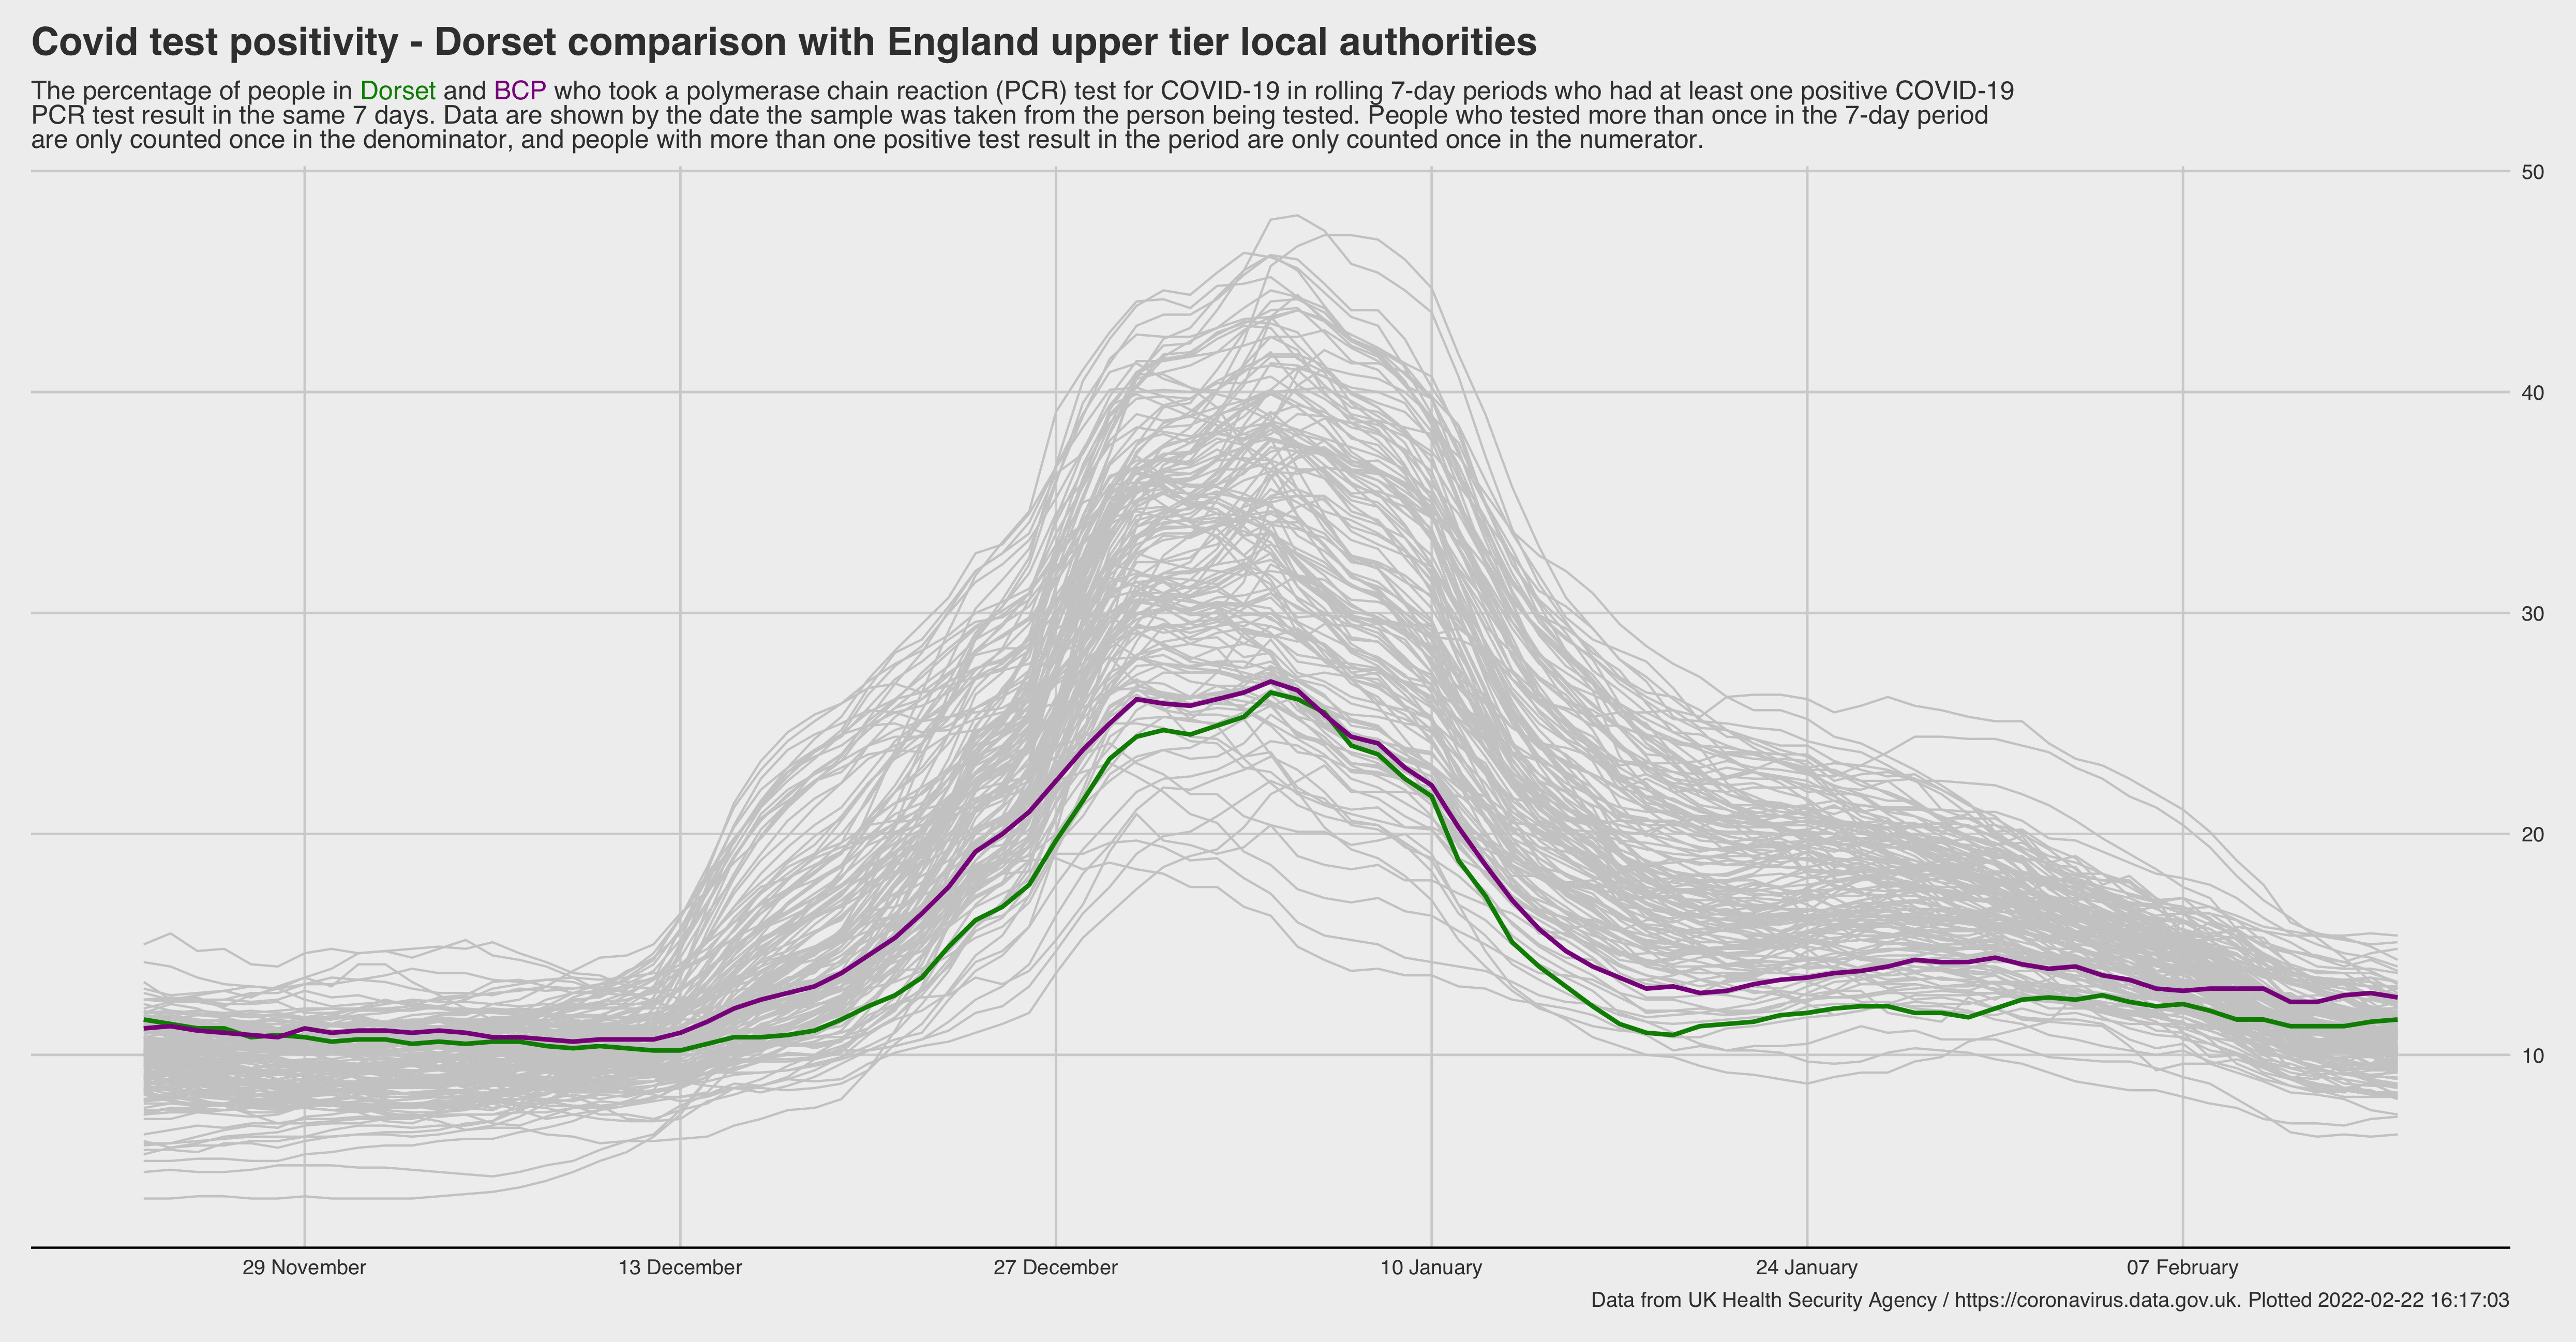 Covid test positivity - Dorset comparison with England upper tier local authorities
The percentage of people in Dorset and BCP who took a polymerase chain reaction (PCR) test for COVID-19 in rolling 7-day periods who had at least one positive COVID-19
PCR test result in the same 7 days. Data are shown by the date the sample was taken from the person being tested. People who tested more than once in the 7-day period
are only counted once in the denominator, and people with more than one positive test result in the period are only counted once in the numerator.
50
40
30
20
10
29 November
13 December
27 December
10 January
24 January
07 February
Data from UK Health Security Agency / https://coronavirus.data.gov.uk. Plotted 2022-02-22 16:17:03